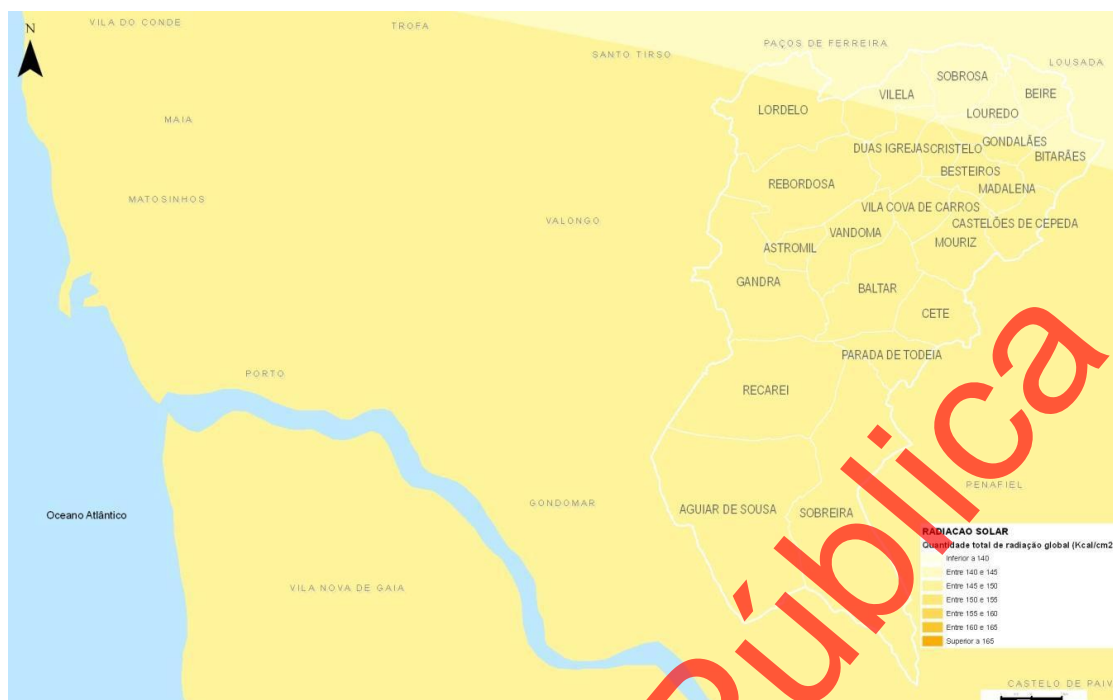 N
VILA DO CONDE
TROFA
SANTO TIRSO
PAÇOS DE FERREIRA
LOUSADA
SOBROSA
VILELA
BEIRE
LORDELO
LOUREDO
MAIA
GONDALÃES
DUAS IGREJAS
CRISTELO
BITARÃES
BESTEIROS
REBORDOSA
MADALENA
MATOSINHOS
VILA COVA DE CARROS
VALONGO
CASTELÕES DE CEPEDA
VANDOMA
MOURIZ
ASTROMIL
GANDRA
BALTAR
CETE
PARADA DE TODEIA
PORTO
RECAREI
PENAFIEL
GONDOMAR
AGUIAR DE SOUSA
SOBREIRA
Oceano Atlântico
VILA NOVA DE GAIA
RADIACAO SOLAR
Quantidade total de radiação global (Kcal/cm2
Inferior a 140
Entre 140 e 145
Entre 145 e 150
Entre 150 e 155
Entre 155 e 160
Entre 160 e 165
Superior a 165
CASTELO DE PAIV
Pública